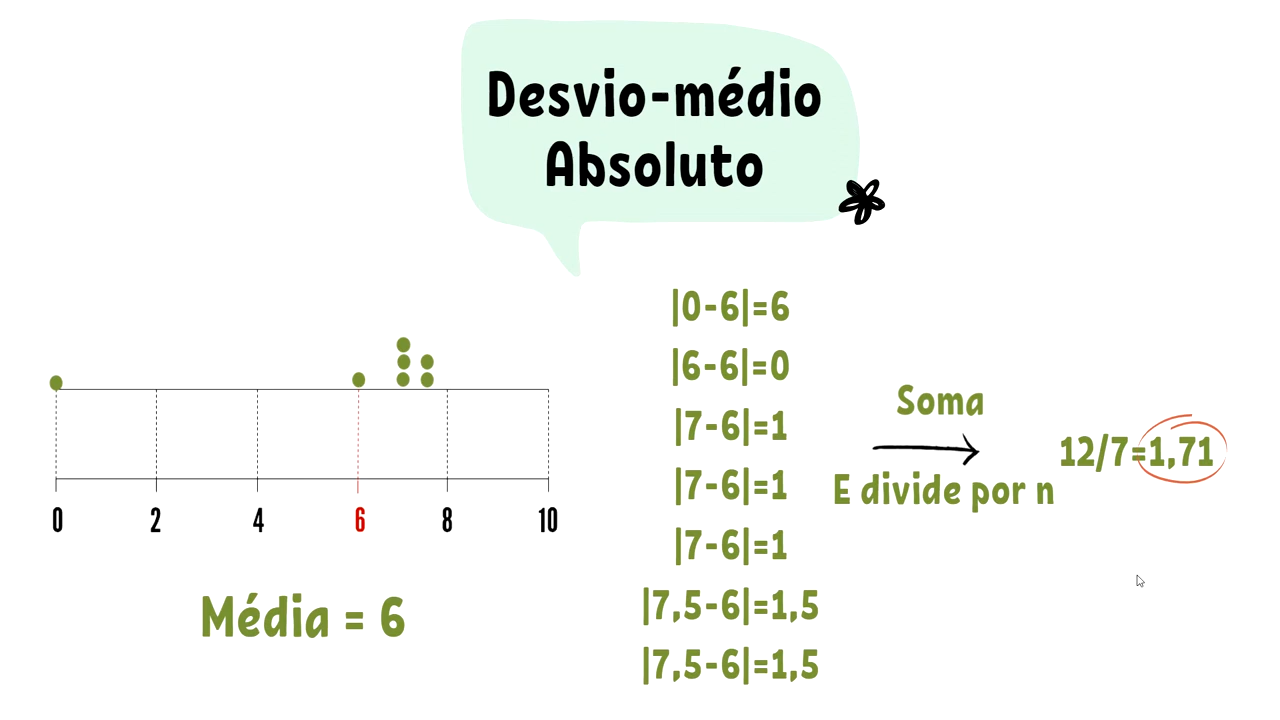 Desvio-médio
Absoluto
0 2 4 6 8 10
Média = 6
|0-6|=6
|6-6|=0
|7-6|=1
|7-6|=1
|7-6|=1
|7,5-6|=1,5
|7,5-6|=1,5
Soma
E divide por n
12/7=1,71